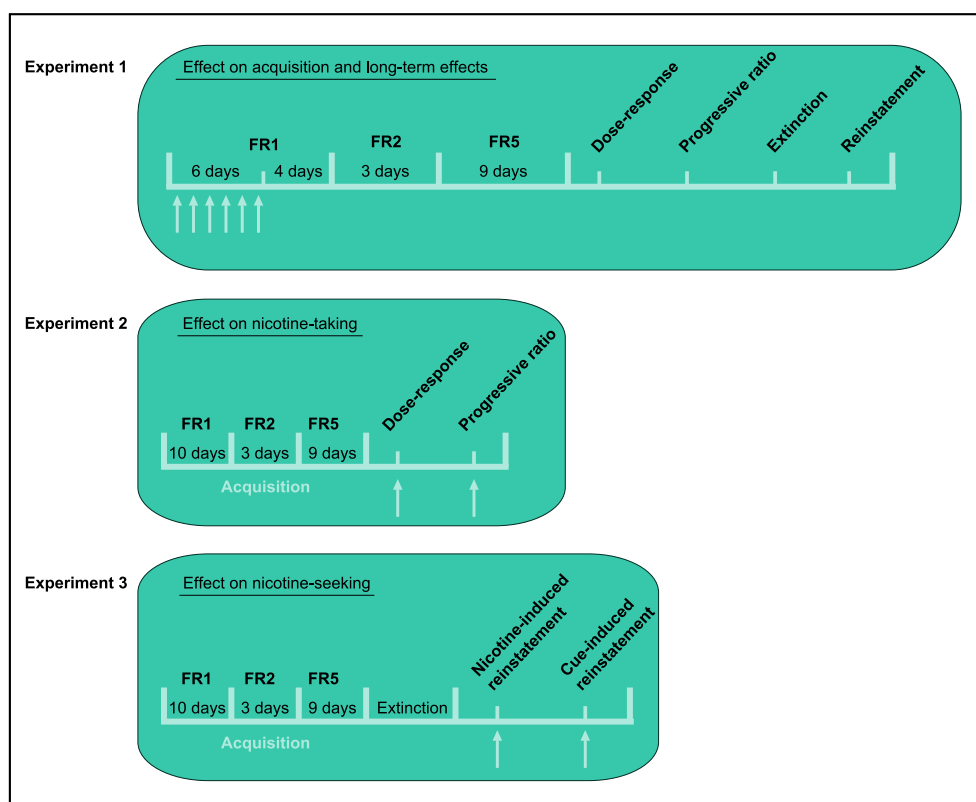 Experiment 1
Effect on acquisition and long-term effects
Dose-response
Progressive ratio
Extinction
Reinstatement
FR1
FR2
FR5
6 days
4 days
3 days
9 days
Experiment 2
Effect on nicotine-taking
Dose-response
Progressive ratio
FR1
FR2
FR5
10 days
3 days
9 days
Acquisition
Experiment 3
Effect on nicotine-seeking
Nicotine-induced
reinstatement
Cue-induced
reinstatement
FR1
FR2
FR5
10 days
3 days
9 days
Extinction
Acquisition